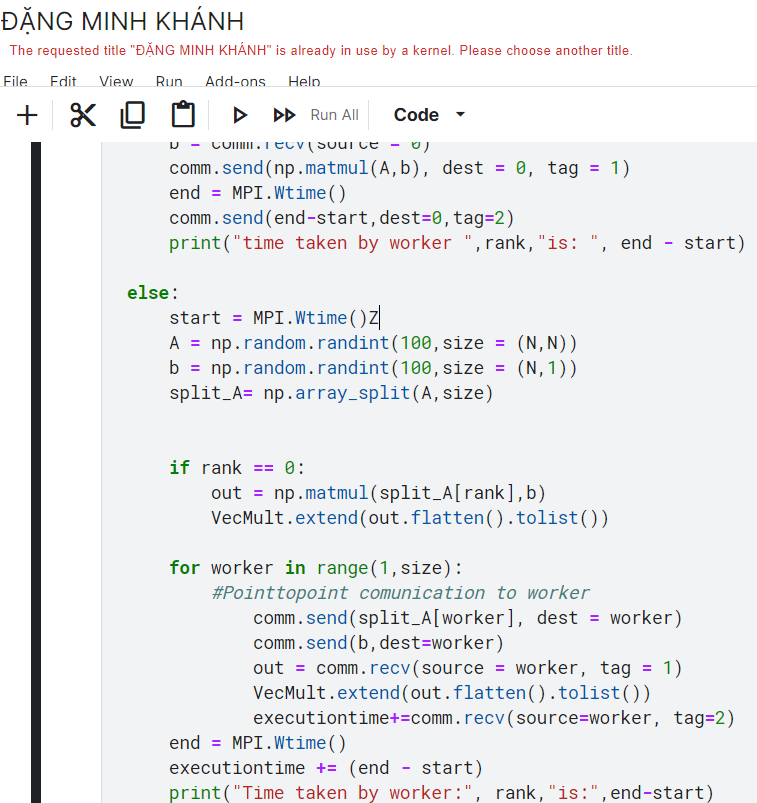 ĐẶNG MINH KHÁNH
The requested title "ĐẶNG MINH KHÁNH" is already in use by a kernel. Please choose another title.
File Edit View Run Add-ons Help
Run All Code
b = comm.recv(source = 0)
comm.send(np.matmul(A,b), dest = 0, tag = 1)
end = MPI.Wtime()
comm.send(end-start,dest=0,tag=2)
print("time taken by worker ",rank,"is: ", end - start)
else:
start = MPI.Wtime()Z
A = np.random.randint(100,size = (N,N))
b = np.random.randint(100,size = (N,1))
split_A= np.array_split(A,size)
if rank == 0:
out = np.matmul(split_A[rank],b)
VecMult.extend(out.flatten().tolist())
for worker in range(1,size):
#Pointtopoint comunication to worker
comm.send(split_A[worker], dest = worker)
comm.send(b,dest=worker)
out = comm.recv(source = worker, tag = 1)
VecMult.extend(out.flatten().tolist())
executiontime+=comm.recv(source=worker, tag=2)
end = MPI.Wtime()
executiontime += (end - start)
print("Time taken by worker:", rank,"is:",end-start)